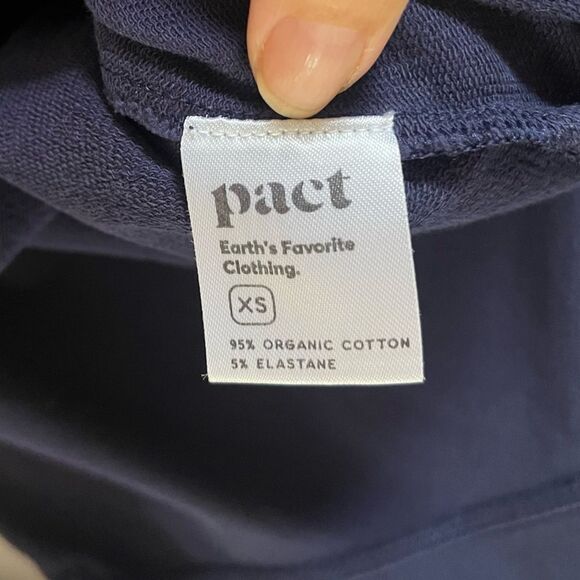 pact
Earth's Favorite
Clothing.
XS
95% ORGANIC COTTON
5% ELASTANE